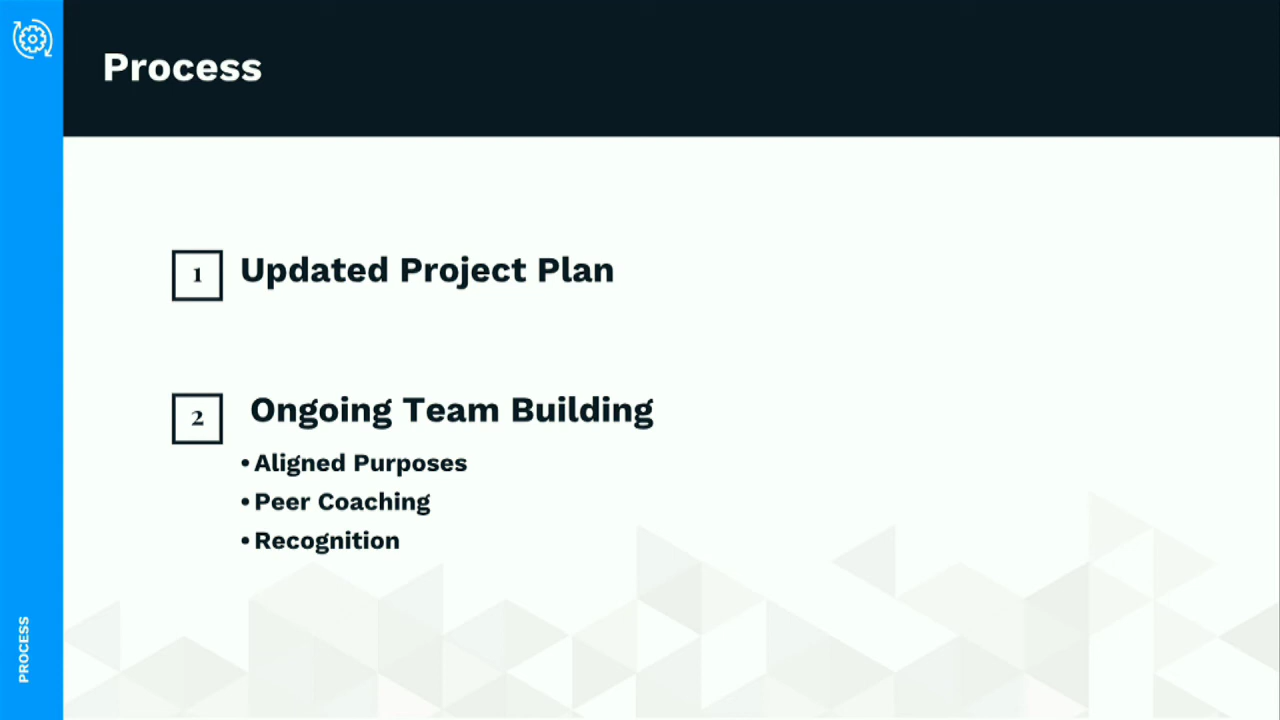 Process
1 Updated Project Plan
2 Ongoing Team Building
• Aligned Purposes
• Peer Coaching
• Recognition
PROCESS